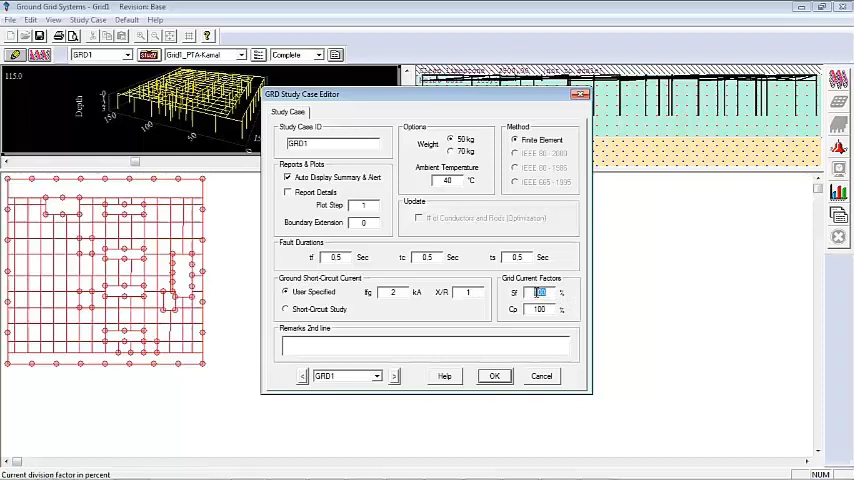 Ground Grid Systems - Grid1 Revision: Base
File Edit View Study Case Default Help
GRD1 Study Grid1_PTA-Kamal Complete
115.0
Depth
150
100
50
150
GRD Study Case Editor
Study Case
Study Case ID
GRD1
Options
Weight 50 kg
70 kg
Ambient Temperature
40 °C
Method
Finite Element
IEEE 80 - 2000
IEEE 80 - 1986
IEEE 665 - 1995
Reports & Plots
Auto Display Summary & Alert
Report Details
Plot Step 1
Boundary Extension 0
Update
# of Conductors and Rods (Optimization)
Fault Durations
tf 0.5 Sec tc 0.5 Sec ts 0.5 Sec
Ground Short-Circuit Current
User Specified Ifg 2 kA X/R 1
Short-Circuit Study
Grid Current Factors
Sf %
Cp 100 %
Remarks 2nd line
< GRD1 > Help OK Cancel
Current division factor in percent NUM